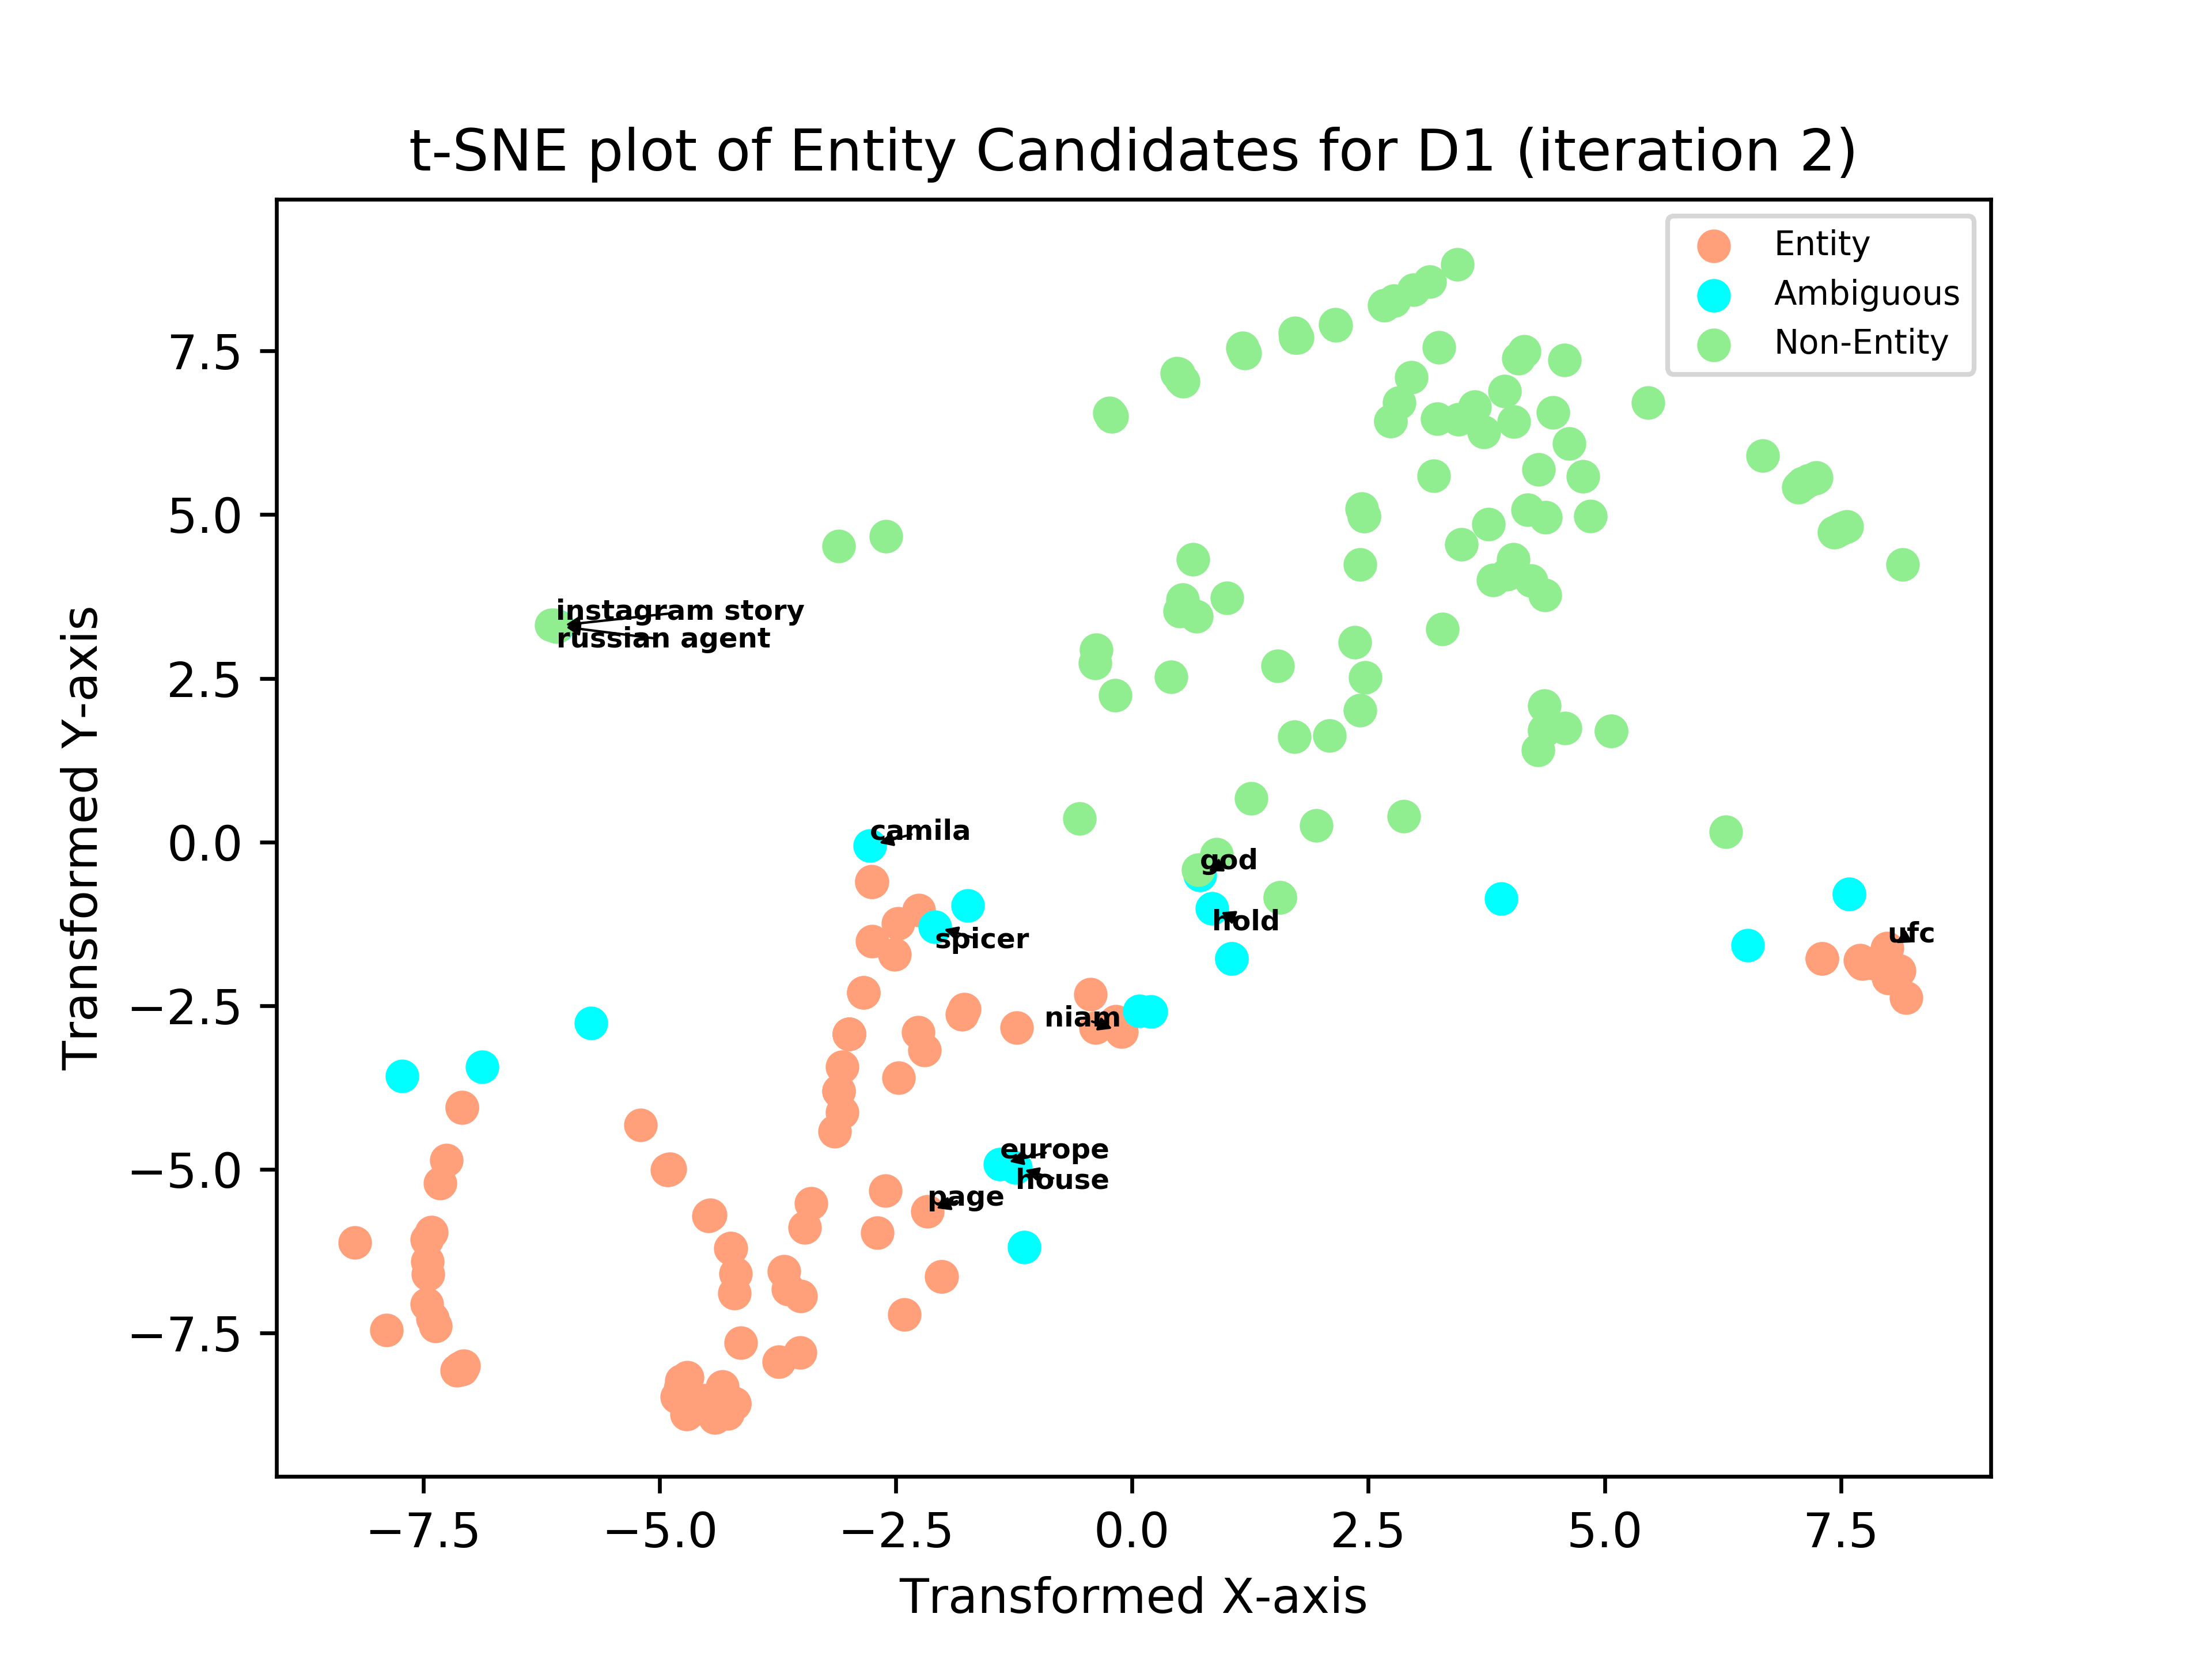 t-SNE plot of Entity Candidates for D1 (iteration 2)
Entity
Ambiguous
Non-Entity
7.5
5.0
2.5
0.0
−2.5
−5.0
−7.5
Transformed Y-axis
instagram story
russian agent
camila
god
hold
spicer
ufc
niam
europe
house
page
−7.5
−5.0
−2.5
0.0
2.5
5.0
7.5
Transformed X-axis